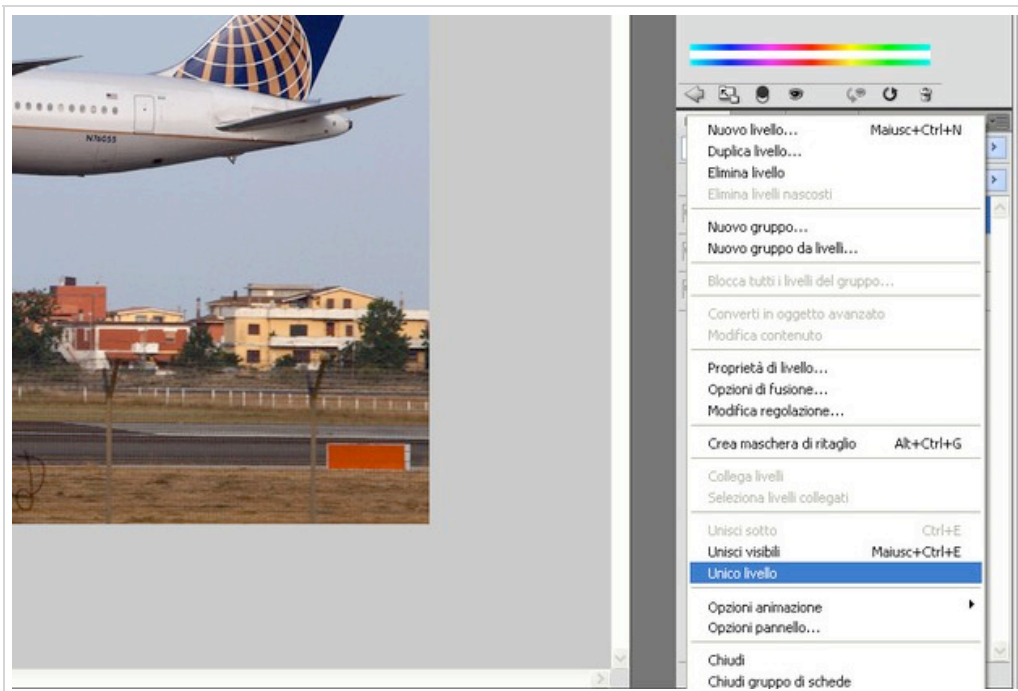 N76055
Nuovo livello... Maiusc+Ctrl+N
Duplica livello...
Elimina livello
Elimina livelli nascosti
Nuovo gruppo...
Nuovo gruppo da livelli...
Blocca tutti i livelli del gruppo...
Converti in oggetto avanzato
Modifica contenuto
Proprietà di livello...
Opzioni di fusione...
Modifica regolazione...
Crea maschera di ritaglio Alt+Ctrl+G
Collega livelli
Seleziona livelli collegati
Unisci sotto Ctrl+E
Unisci visibili Maiusc+Ctrl+E
Unico livello
Opzioni animazione
Opzioni pannello...
Chiudi
Chiudi gruppo di schede